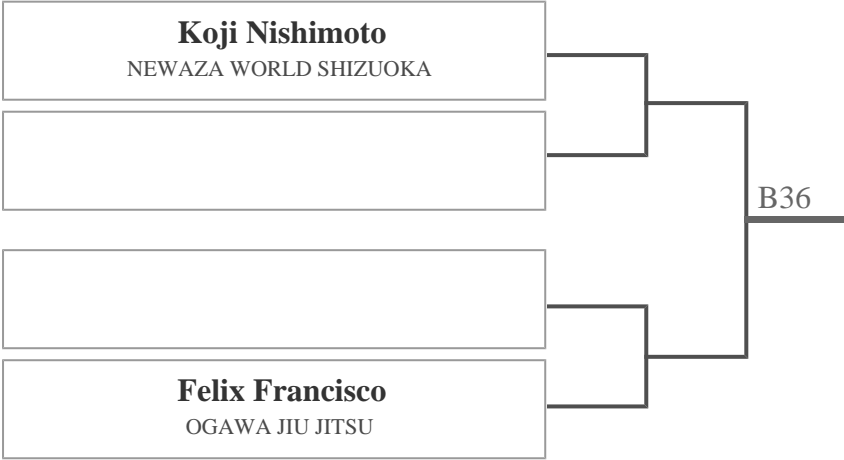 Koji Nishimoto
NEWAZA WORLD SHIZUOKA
B36
Felix Francisco
OGAWA JIU JITSU